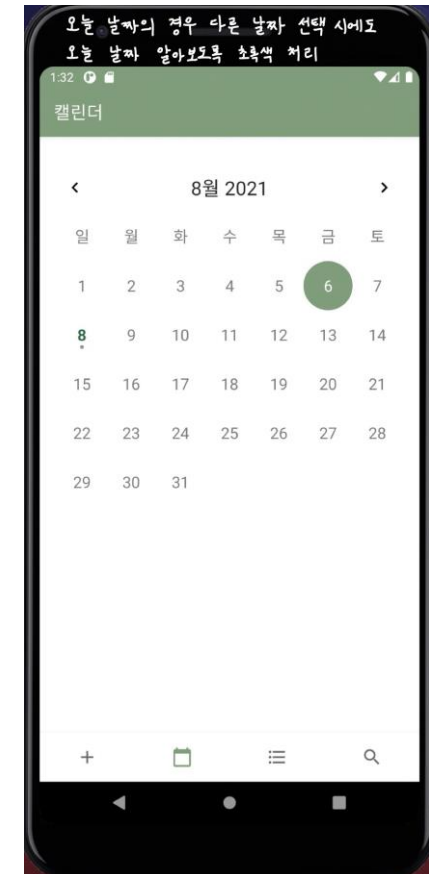 오늘 날짜의 경우 다른 날짜 선택 시에도
오늘 날짜 알아보도록 초록색 처리
1:32
캘린더
8월 2021
일 월 화 수 목 금 토
1 2 3 4 5 6 7
8 9 10 11 12 13 14
15 16 17 18 19 20 21
22 23 24 25 26 27 28
29 30 31